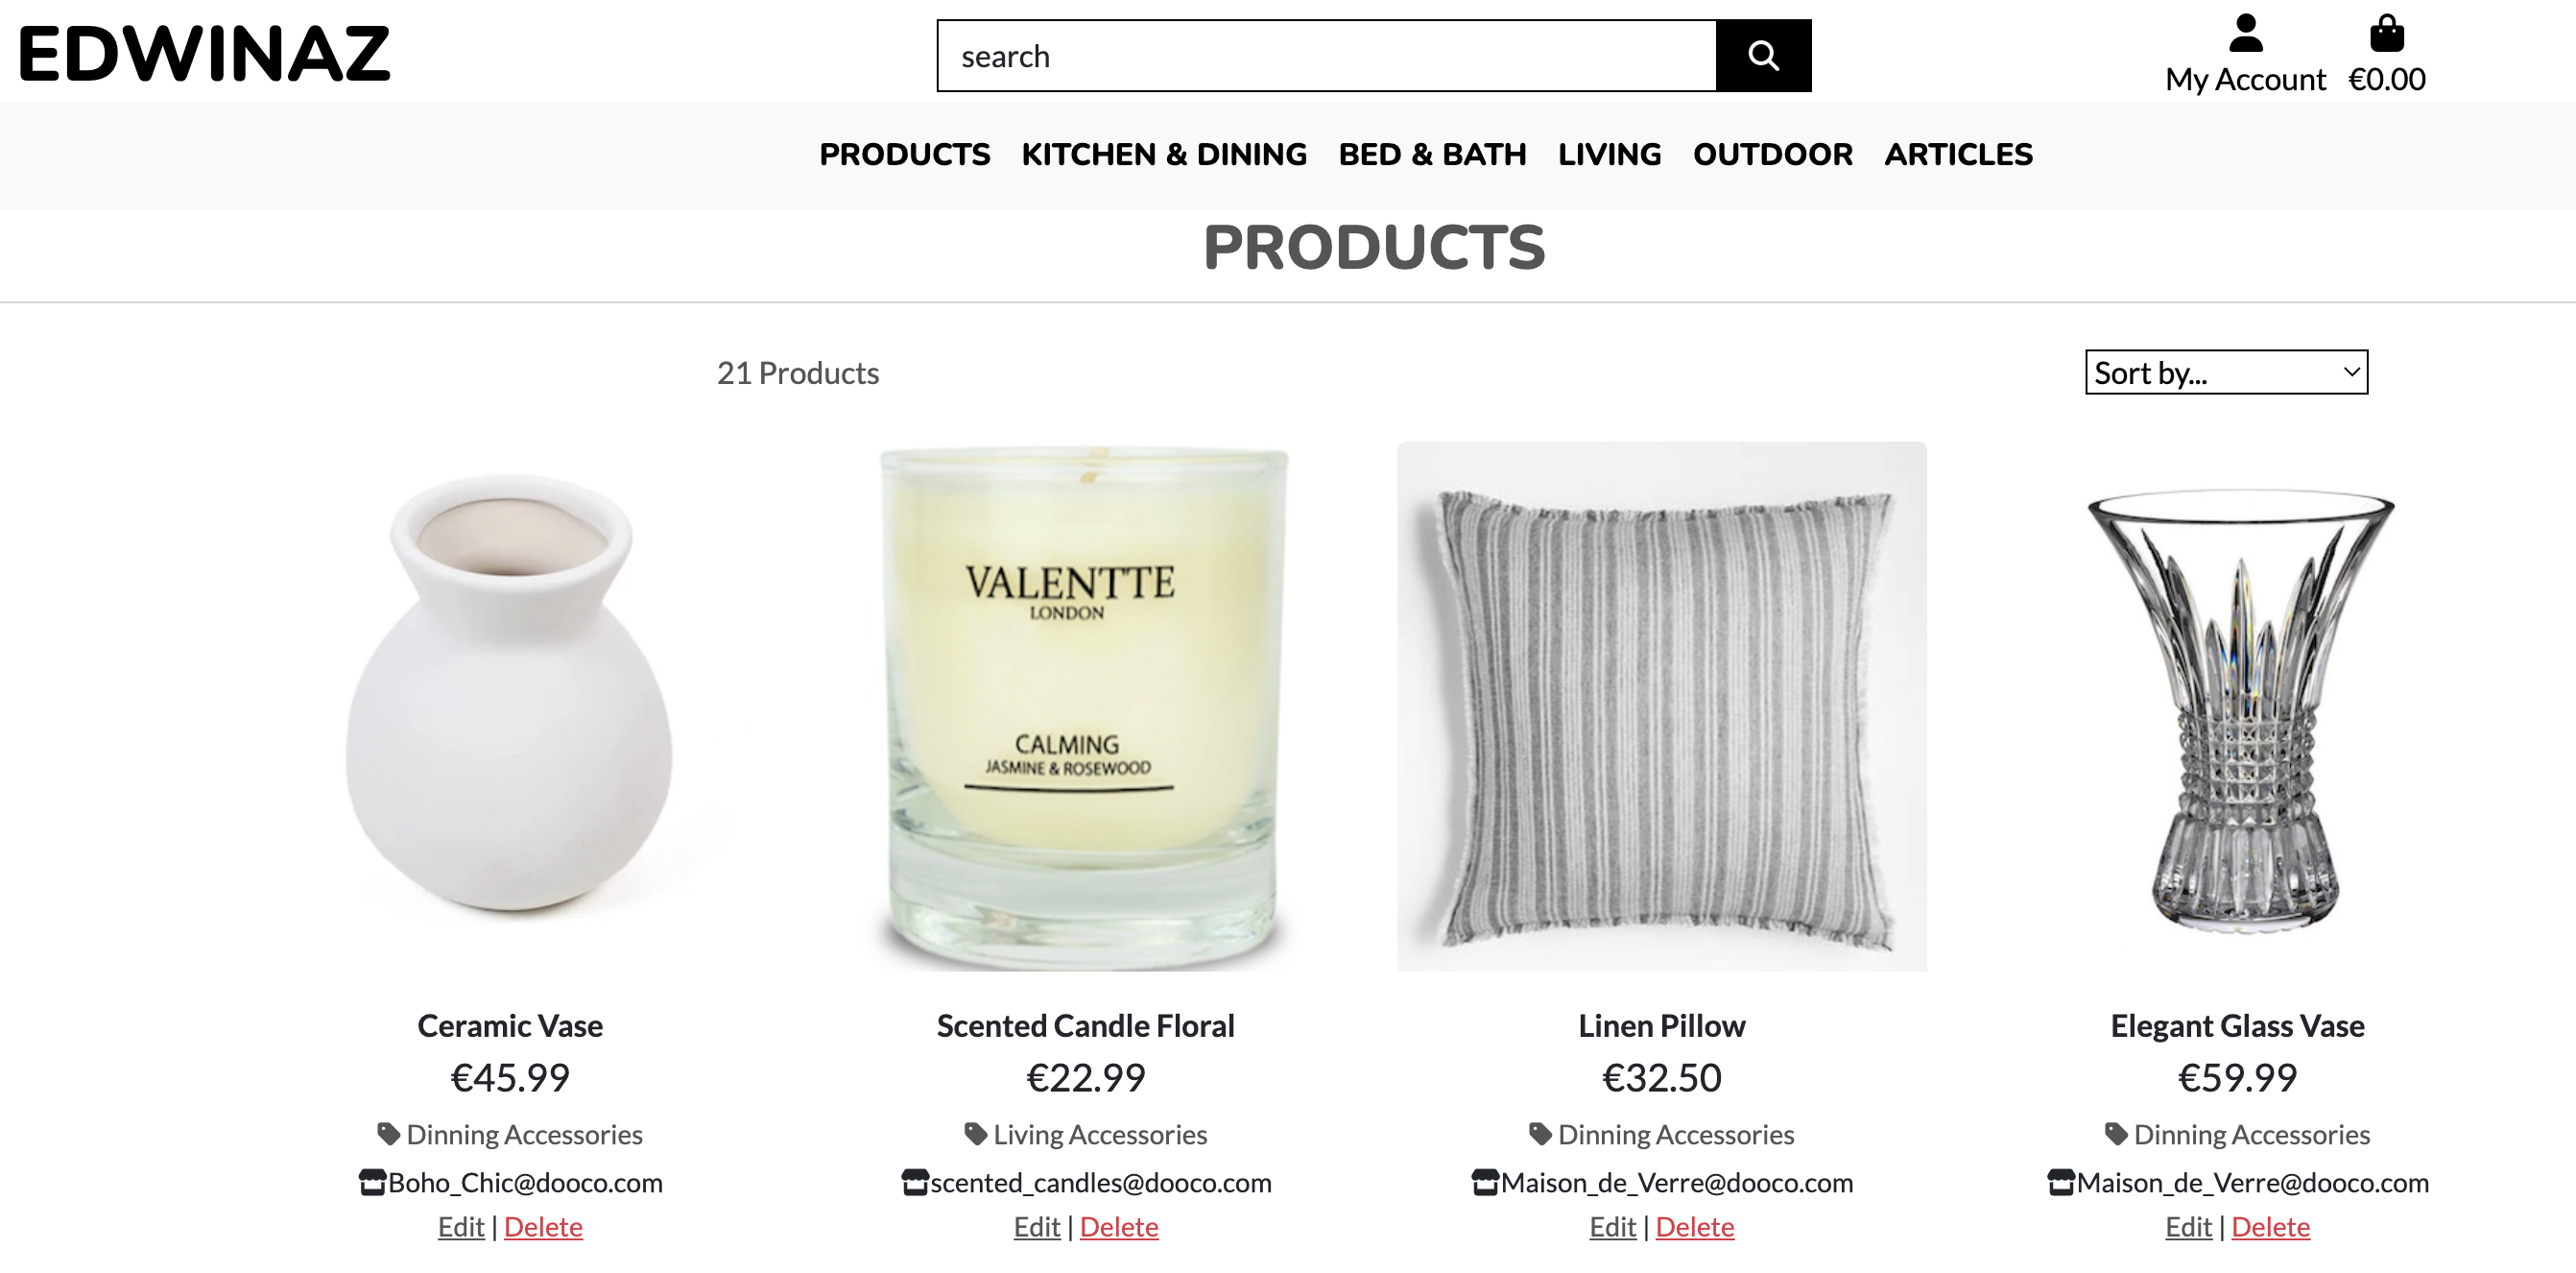 EDWINAZ
search
My Account €0.00
PRODUCTS KITCHEN & DINING BED & BATH LIVING OUTDOOR ARTICLES
PRODUCTS
21 Products
Sort by...
VALENTTE
LONDON
CALMING
JASMINE & ROSEWOOD
Ceramic Vase
€45.99
Dinning Accessories
Boho_Chic@dooco.com
Edit | Delete
Scented Candle Floral
€22.99
Living Accessories
scented_candles@dooco.com
Edit | Delete
Linen Pillow
€32.50
Dinning Accessories
Maison_de_Verre@dooco.com
Edit | Delete
Elegant Glass Vase
€59.99
Dinning Accessories
Maison_de_Verre@dooco.com
Edit | Delete